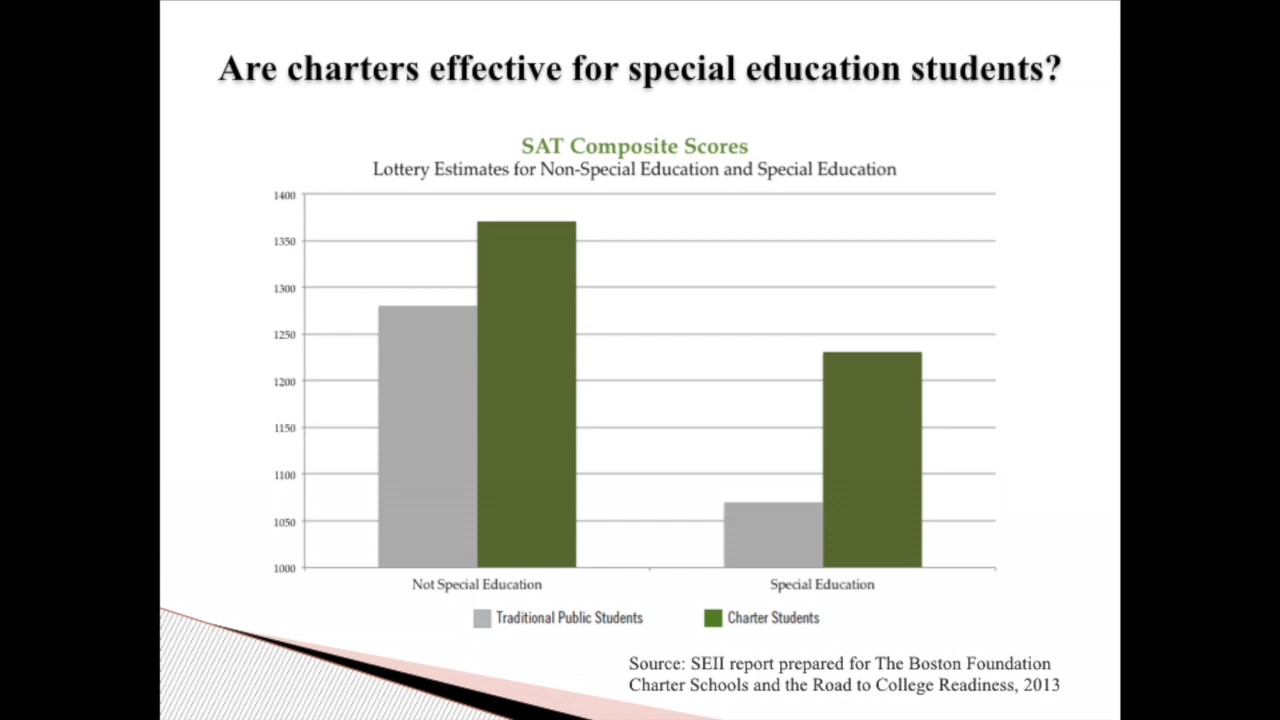 Are charters effective for special education students?
SAT Composite Scores
Lottery Estimates for Non-Special Education and Special Education
1400
1350
1300
1250
1200
1150
1100
1050
1000
Not Special Education
Special Education
Traditional Public Students
Charter Students
Source: SEII report prepared for The Boston Foundation
Charter Schools and the Road to College Readiness, 2013